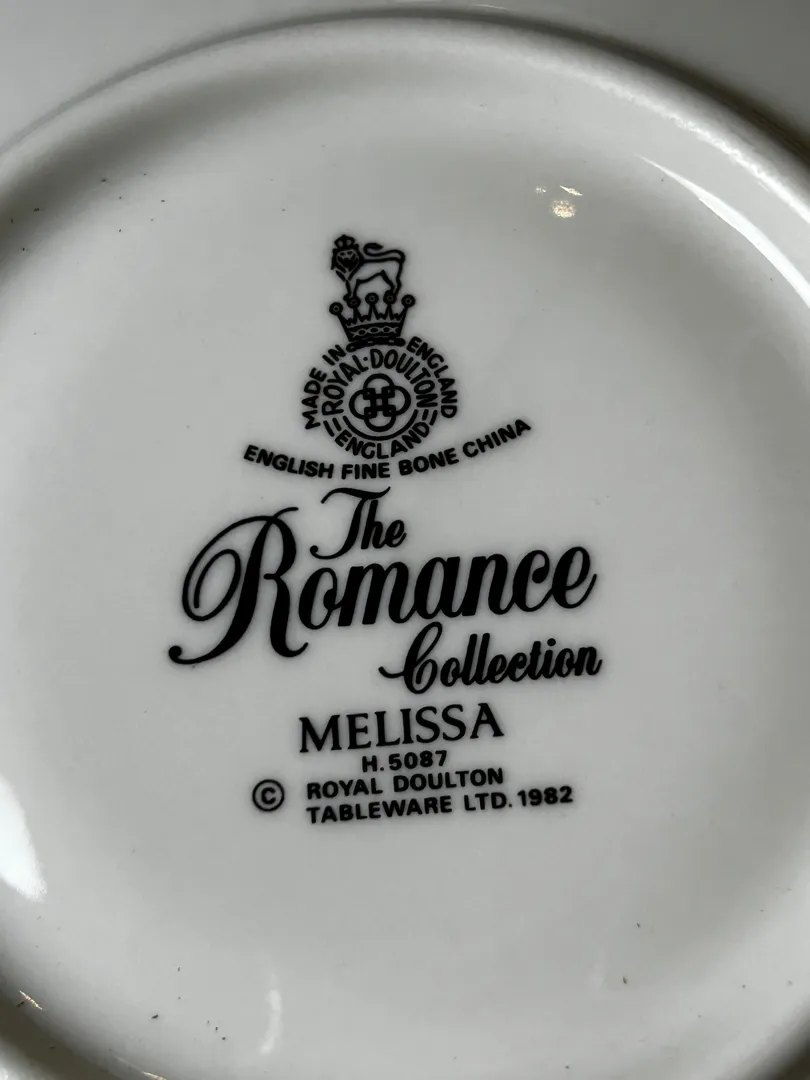 MADE IN ENGLAND
ROYAL·DOULTON
ENGLAND
ENGLISH FINE BONE CHINA
The
Romance
Collection
MELISSA
H.5087
© ROYAL DOULTON
TABLEWARE LTD. 1982